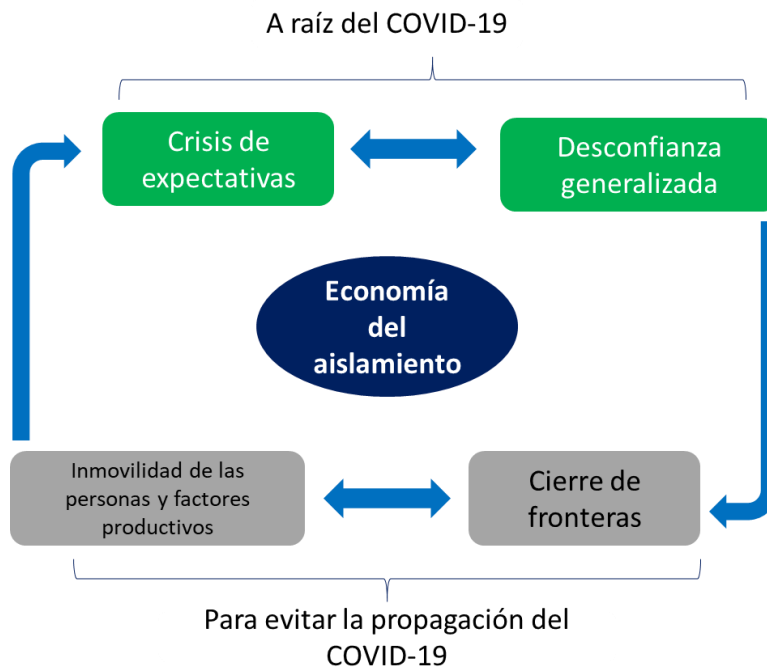 A raíz del COVID-19
Crisis de
expectativas
Desconfianza
generalizada
Economía
del
aislamiento
Inmovilidad de las
personas y factores
productivos
Cierre de
fronteras
Para evitar la propagación del
COVID-19